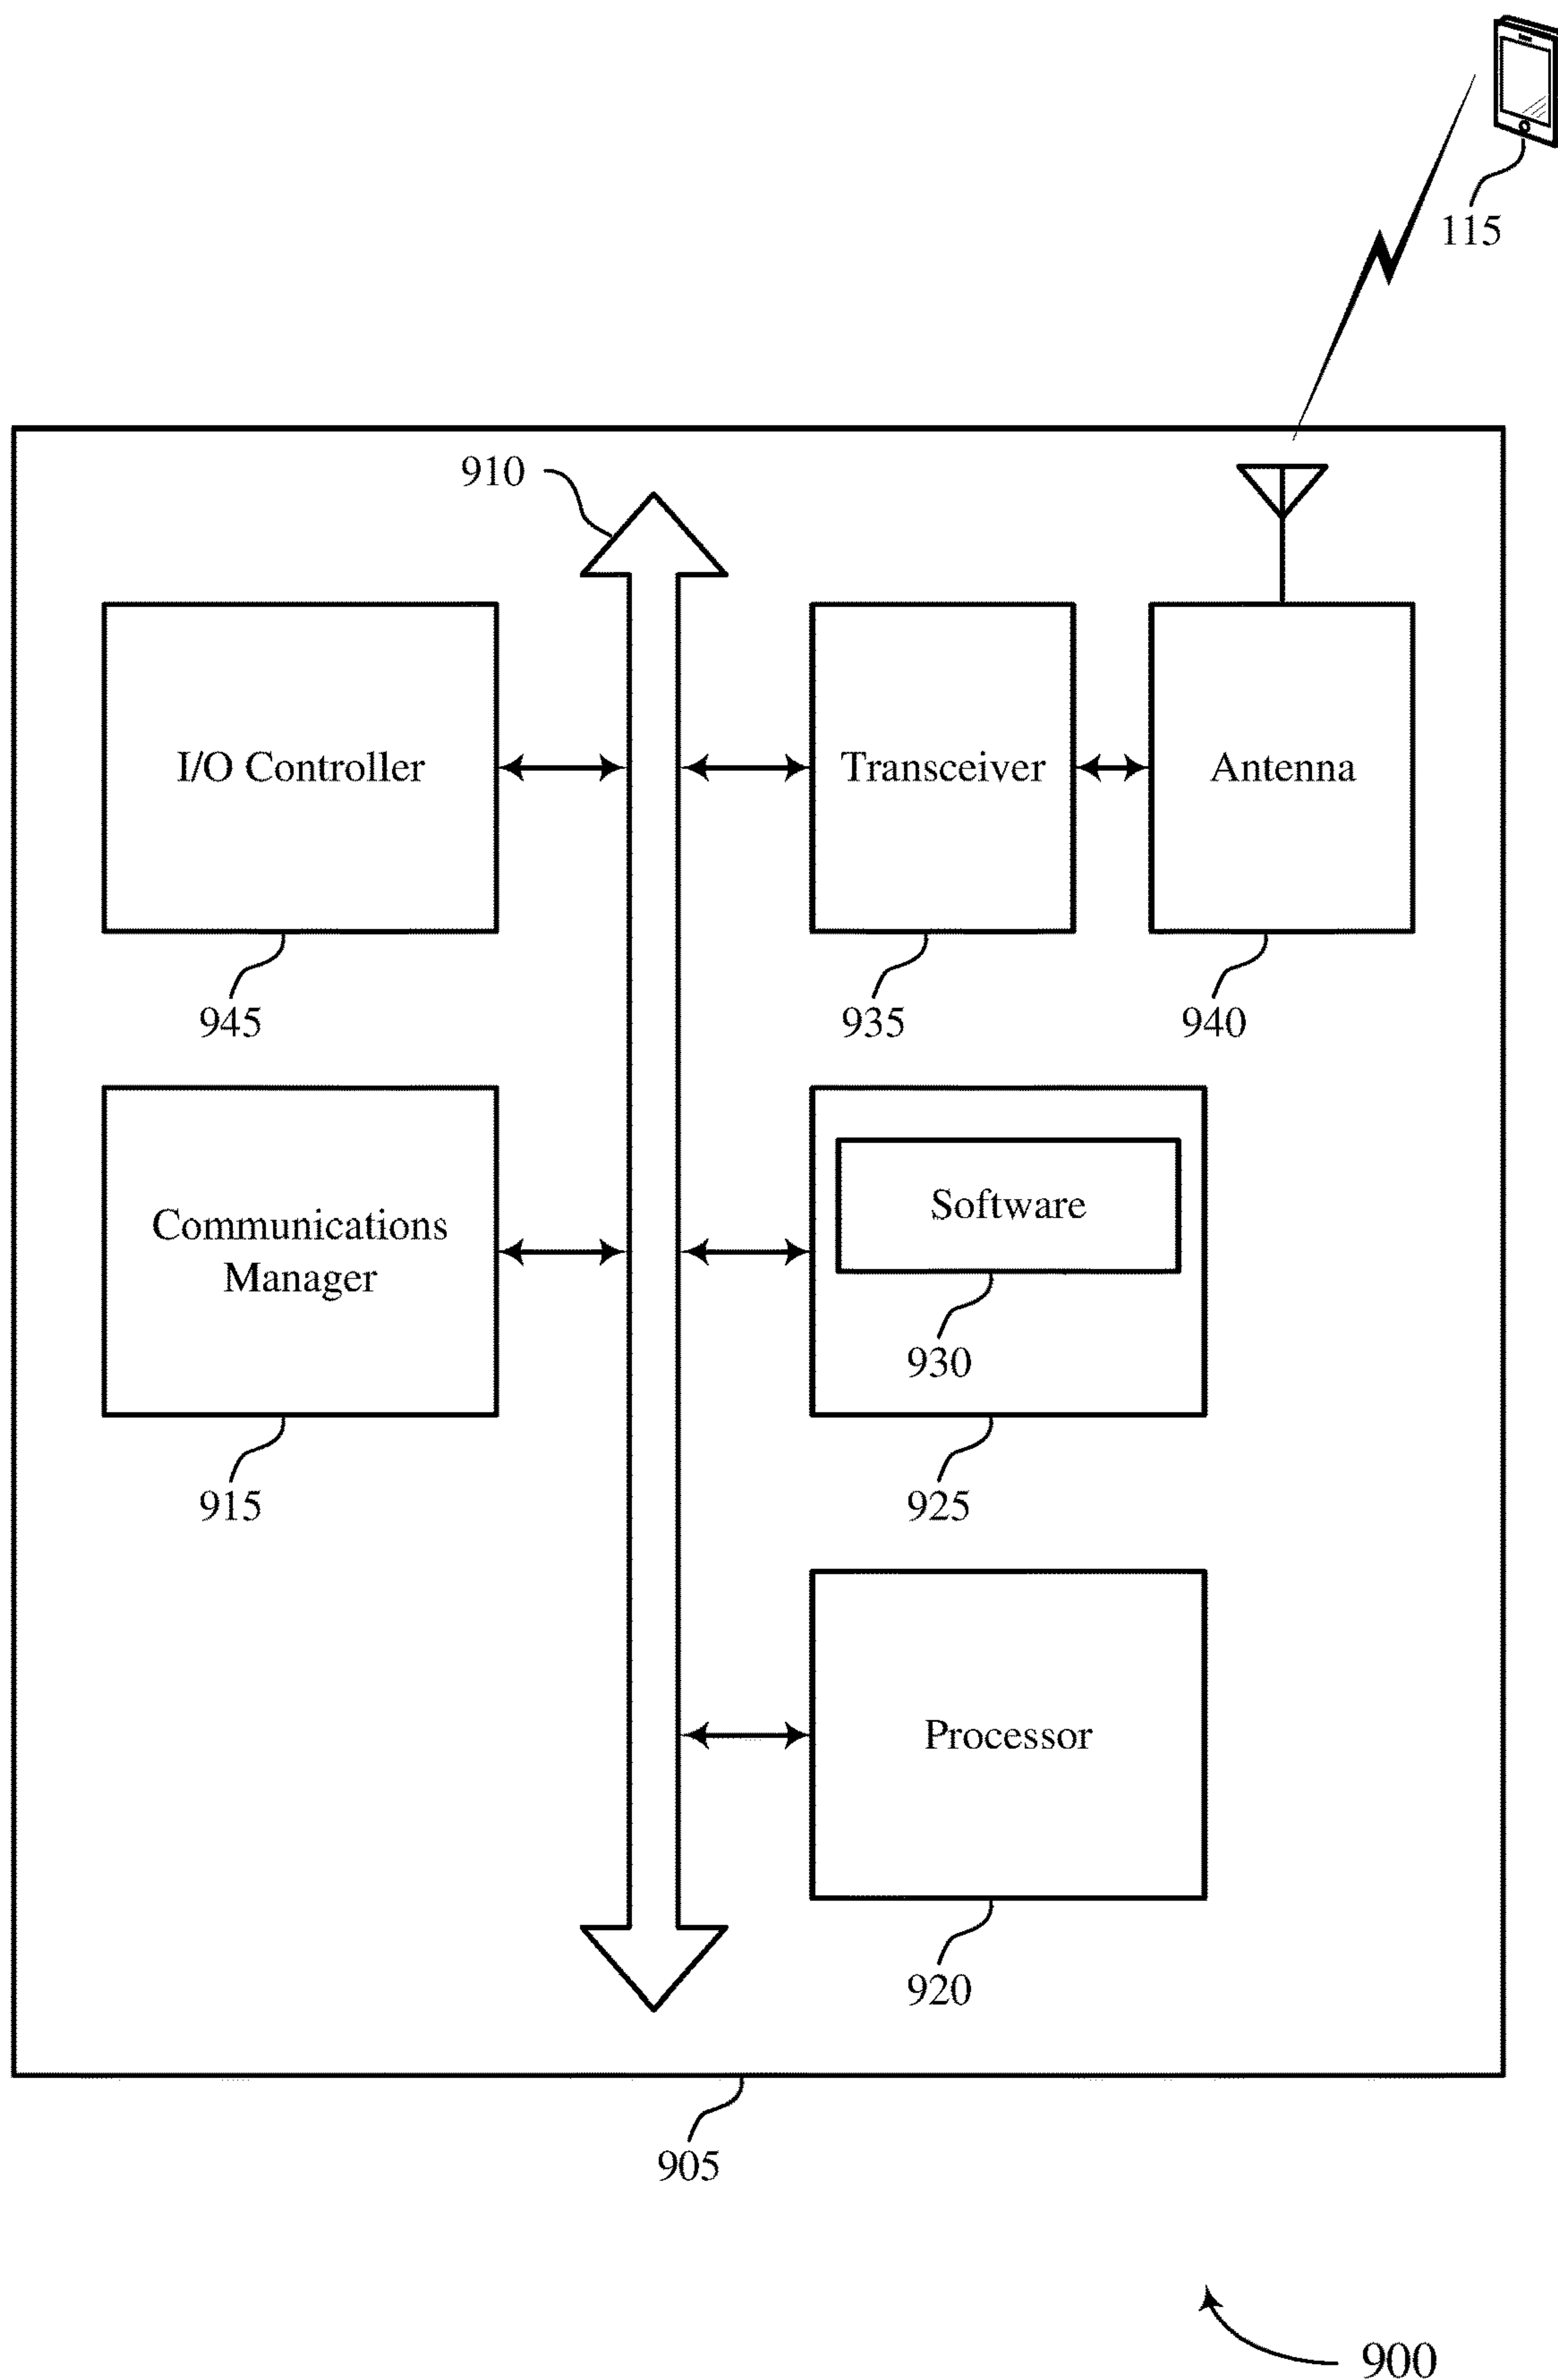 115
910
I/O Controller
Transceiver
Antenna
945
935
940
Communications
Manager
Software
930
915
925
Processor
920
905
900